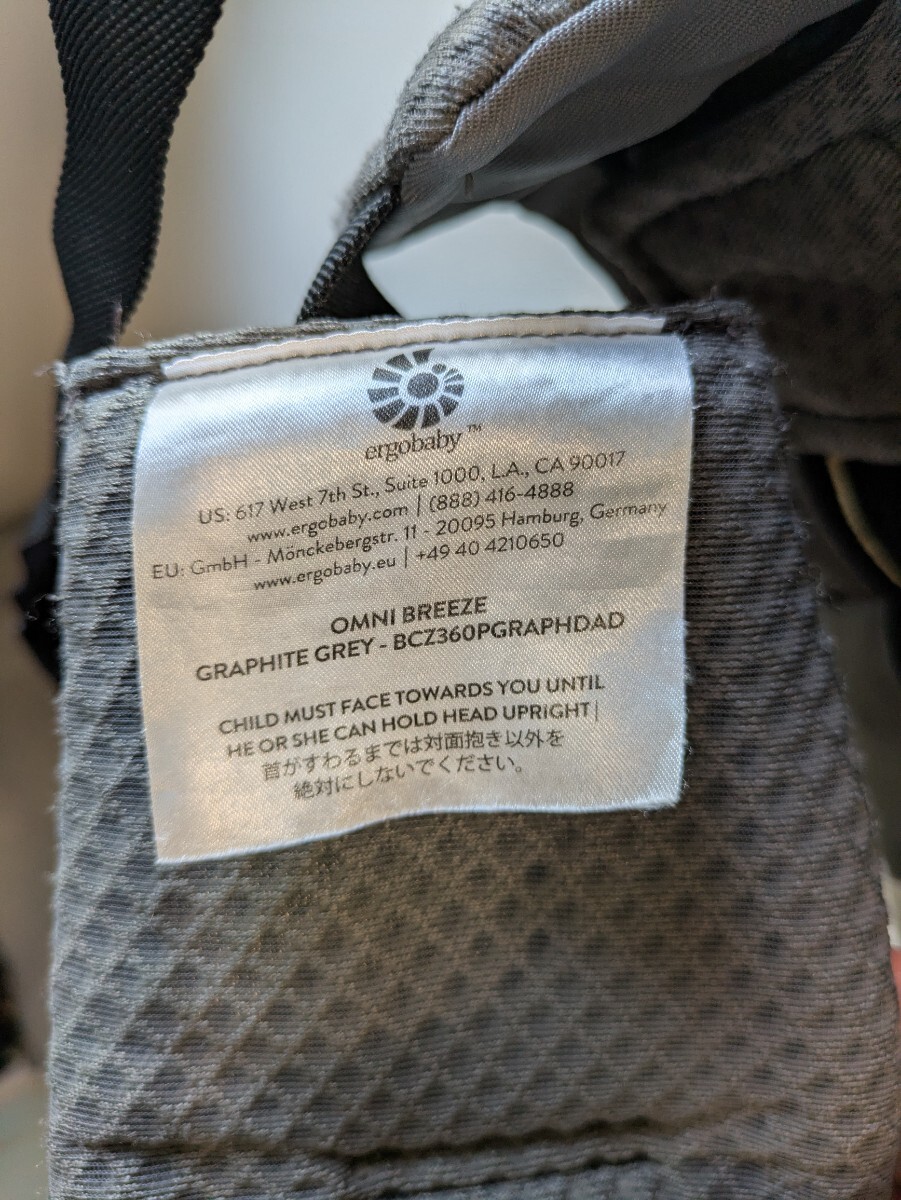 ergobaby™
US: 617 West 7th St., Suite 1000, L.A., CA 90017
www.ergobaby.com | (888) 416-4888
EU: GmbH - Mönckebergstr. 11 - 20095 Hamburg, Germany
www.ergobaby.eu | +49 40 4210650
OMNI BREEZE
GRAPHITE GREY - BCZ360PGRAPHDAD
CHILD MUST FACE TOWARDS YOU UNTIL
HE OR SHE CAN HOLD HEAD UPRIGHT |
首がすわるまでは対面抱き以外を
絶対にしないでください。